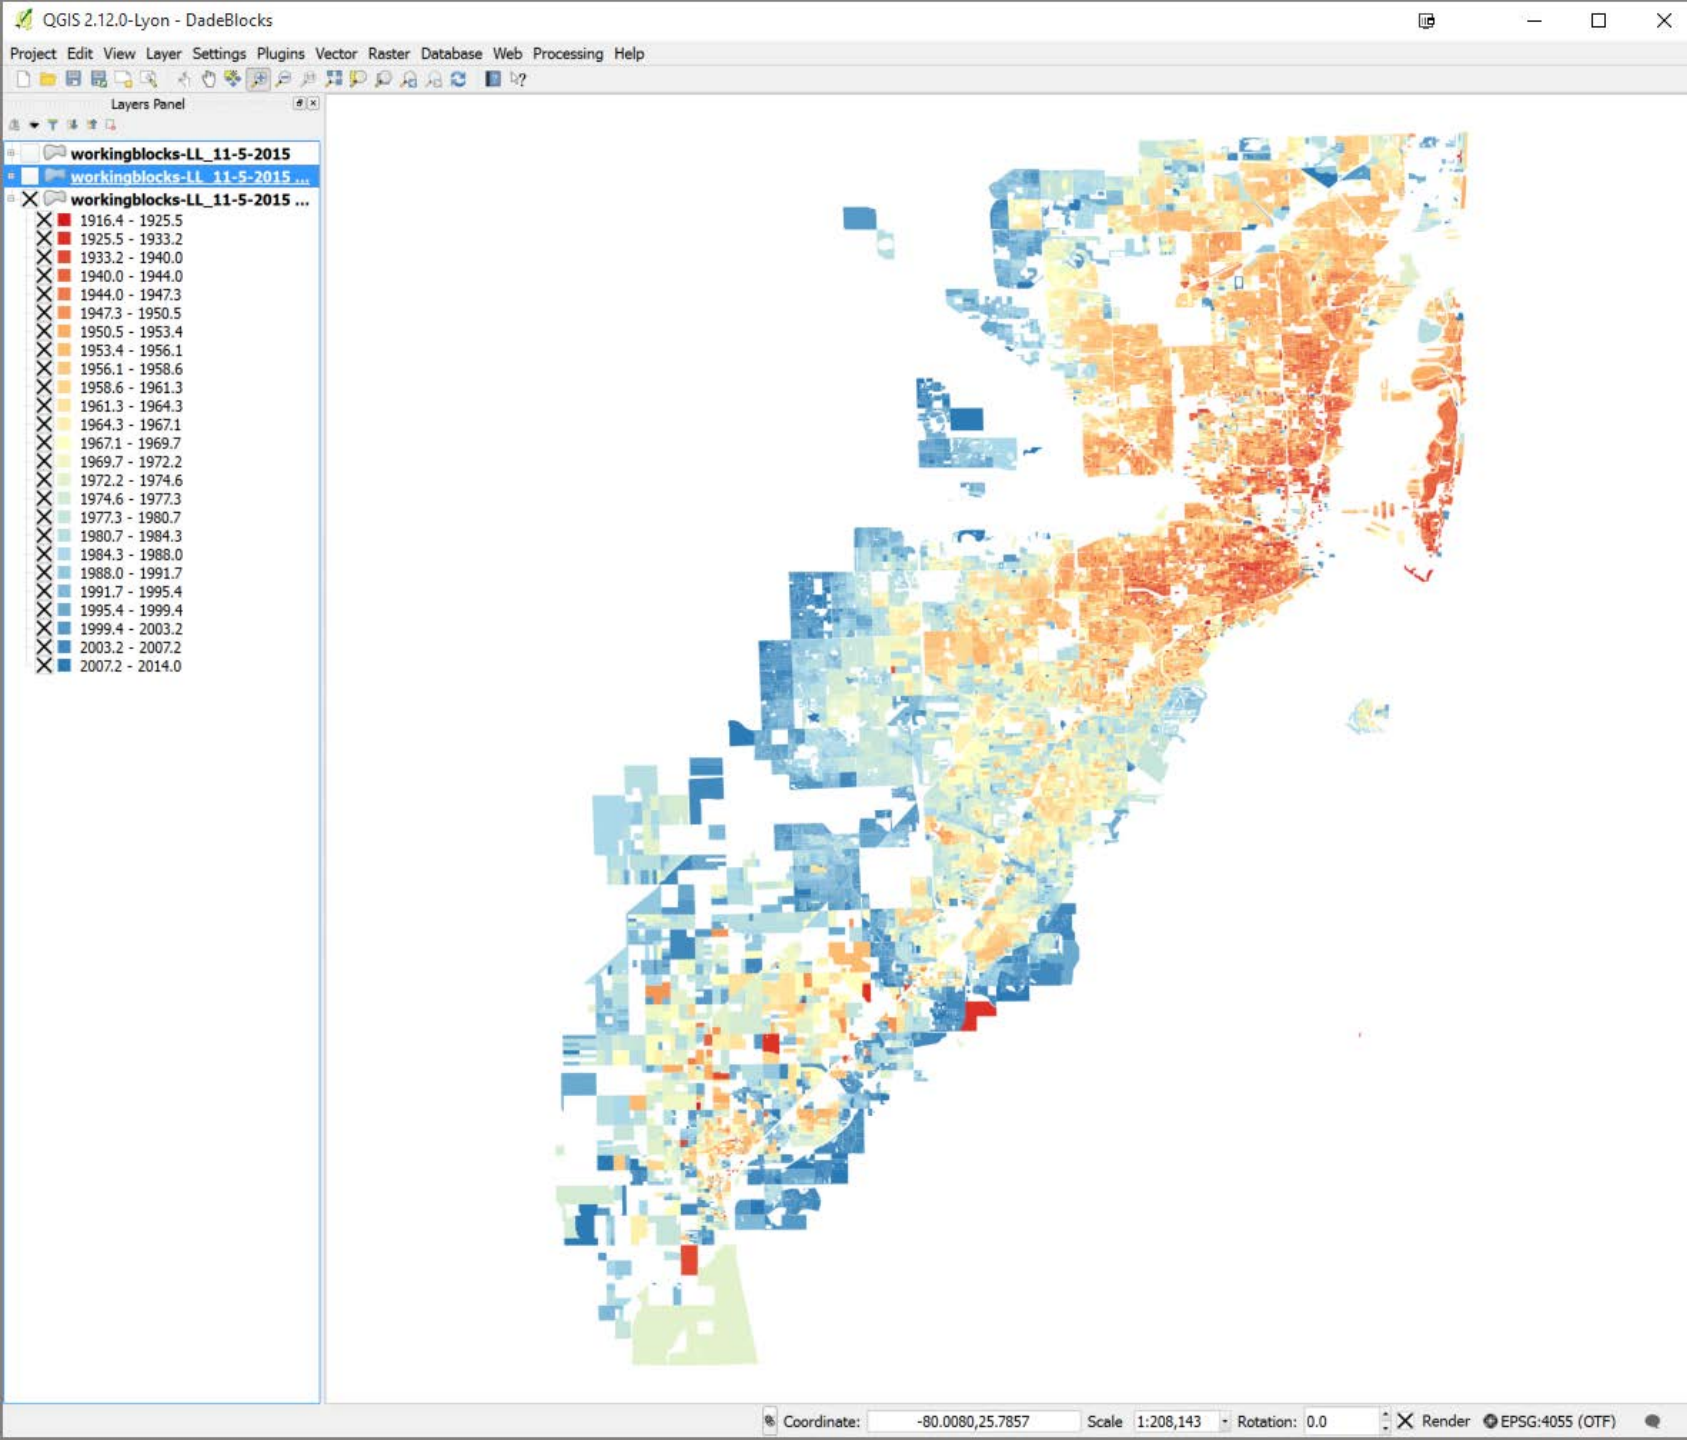 QGIS 2.12.0-Lyon - DadeBlocks
Project Edit View Layer Settings Plugins Vector Raster Database Web Processing Help
Layers Panel
workingblocks-LL_11-5-2015
workingblocks-LL_11-5-2015 ...
workingblocks-LL_11-5-2015 ...
1916.4 - 1925.5
1925.5 - 1933.2
1933.2 - 1940.0
1940.0 - 1944.0
1944.0 - 1947.3
1947.3 - 1950.5
1950.5 - 1953.4
1953.4 - 1956.1
1956.1 - 1958.6
1958.6 - 1961.3
1961.3 - 1964.3
1964.3 - 1967.1
1967.1 - 1969.7
1969.7 - 1972.2
1972.2 - 1974.6
1974.6 - 1977.3
1977.3 - 1980.7
1980.7 - 1984.3
1984.3 - 1988.0
1988.0 - 1991.7
1991.7 - 1995.4
1995.4 - 1999.4
1999.4 - 2003.2
2003.2 - 2007.2
2007.2 - 2014.0
Coordinate: -80.0080,25.7857 Scale 1:208,143 Rotation: 0.0 Render EPSG:4055 (OTF)